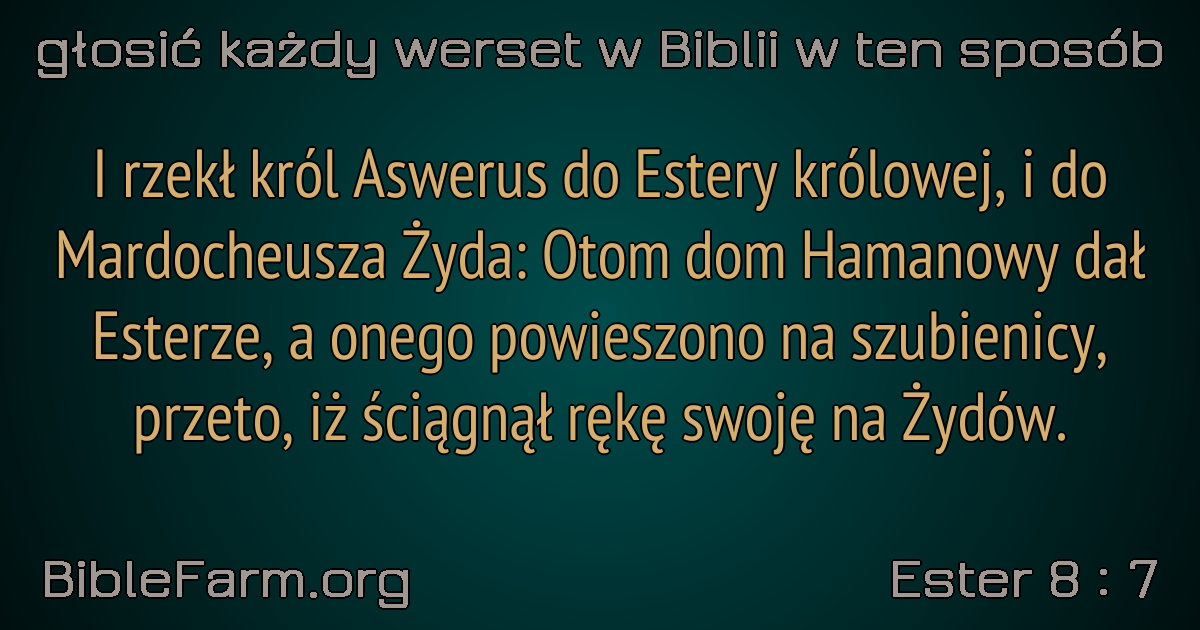 głosić każdy werset w Biblii w ten sposób
I rzekł król Aswerus do Estery królowej, i do
Mardocheusza Żyda: Otom dom Hamanowy dał
Esterze, a onego powieszono na szubienicy,
przeto, iż ściągnął rękę swoję na Żydów.
BibleFarm.org
Ester 8 : 7